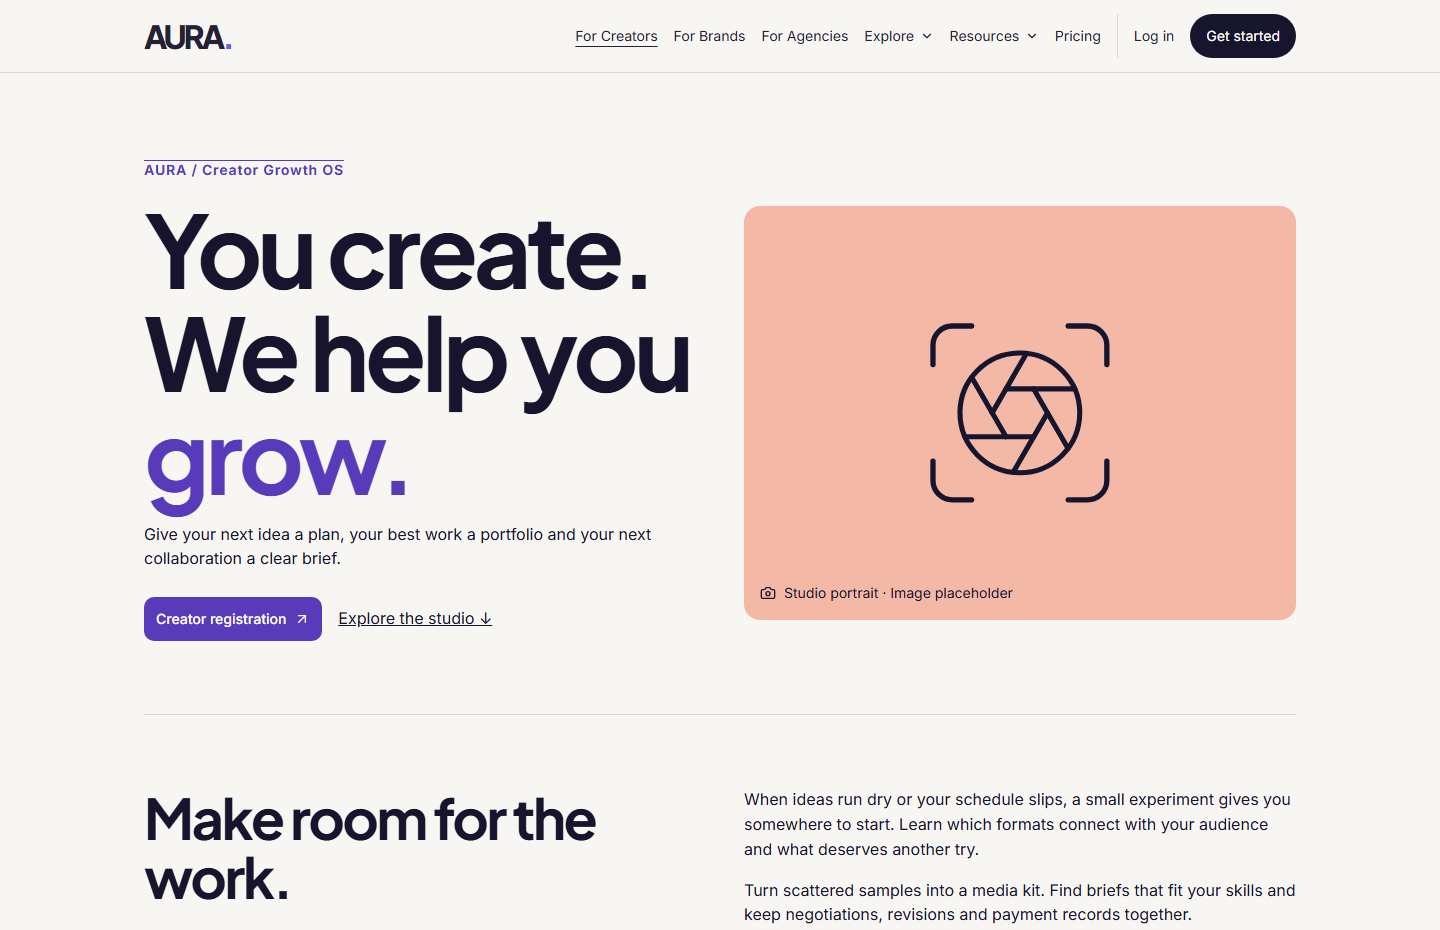 AURA.
For Creators For Brands For Agencies Explore Resources Pricing Log in Get started
AURA / Creator Growth OS
You create.
We help you
grow.
Give your next idea a plan, your best work a portfolio and your next
collaboration a clear brief.
Creator registration
Explore the studio ↓
Studio portrait · Image placeholder
Make room for the
work.
When ideas run dry or your schedule slips, a small experiment gives you
somewhere to start. Learn which formats connect with your audience
and what deserves another try.
Turn scattered samples into a media kit. Find briefs that fit your skills and
keep negotiations, revisions and payment records together.